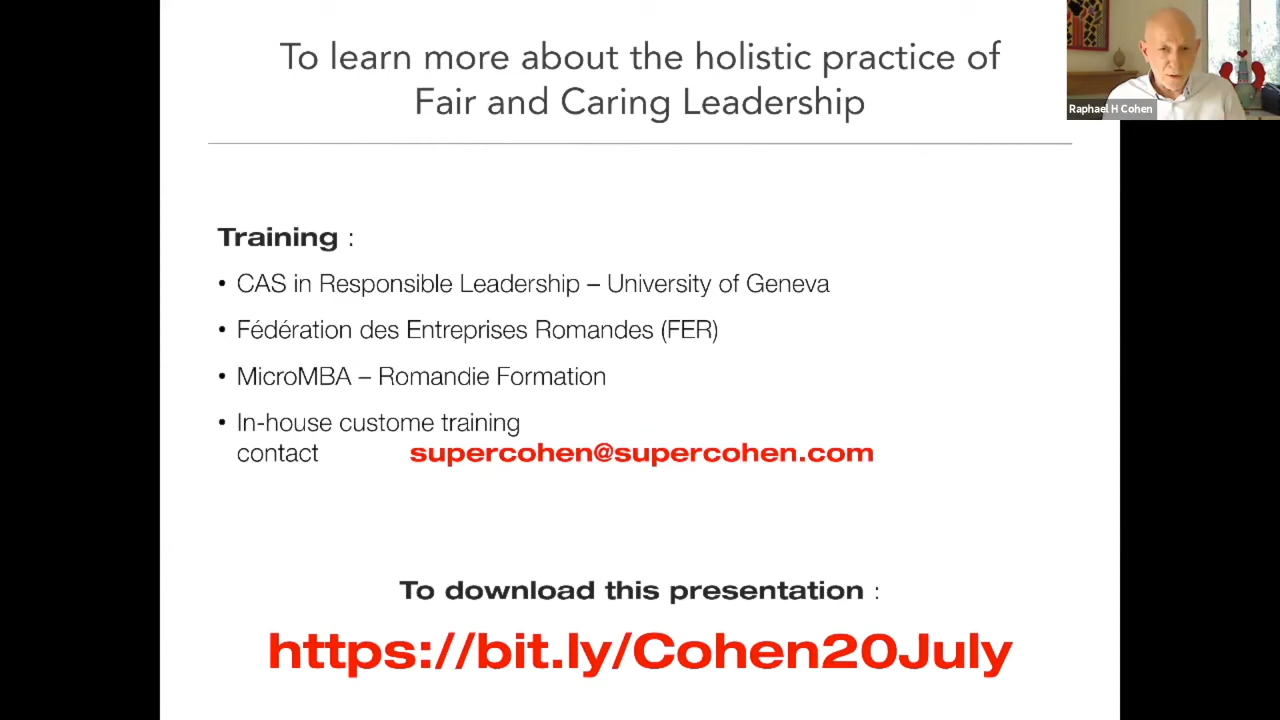 To learn more about the holistic practice of
Fair and Caring Leadership
Raphael H Cohen
Training :
• CAS in Responsible Leadership – University of Geneva
• Fédération des Entreprises Romandes (FER)
• MicroMBA – Romandie Formation
• In-house custome training
contact supercohen@supercohen.com
To download this presentation :
https://bit.ly/Cohen20July